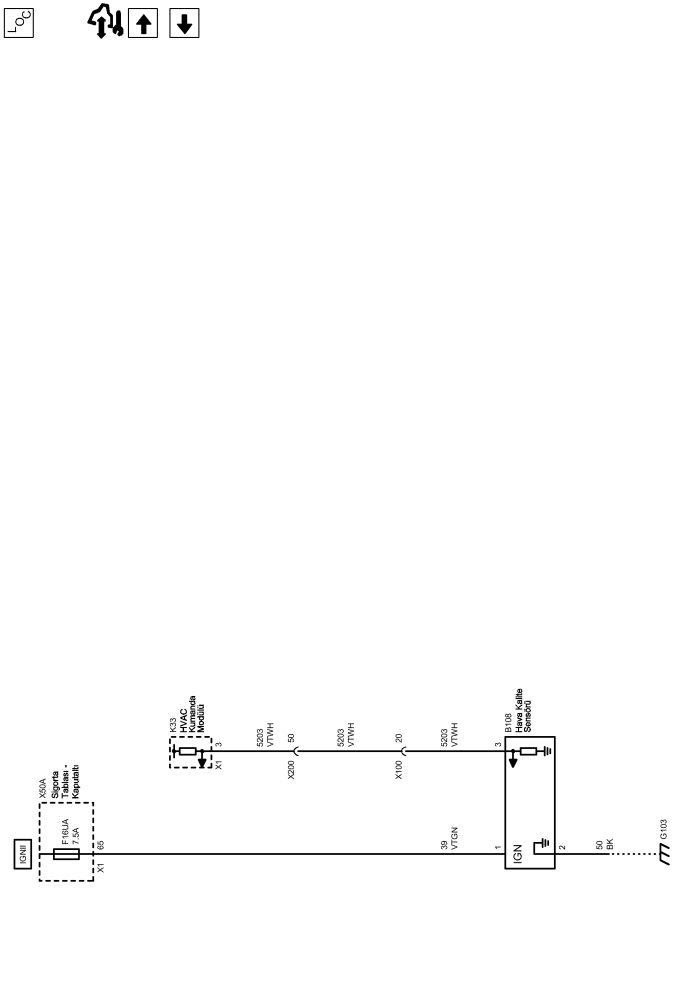 LOC
K33
HVAC
Kumanda
Modülü
X1
3
5203
VTWH
X200
50
5203
VTWH
X100
20
5203
VTWH
3
B108
Hava Kalite
Sensörü
IGNII
X50A
Sigorta
Tablası -
Kaputaltı
F16UA
7.5A
X1
65
39
VTGN
1
IGN
2
50
BK
G103